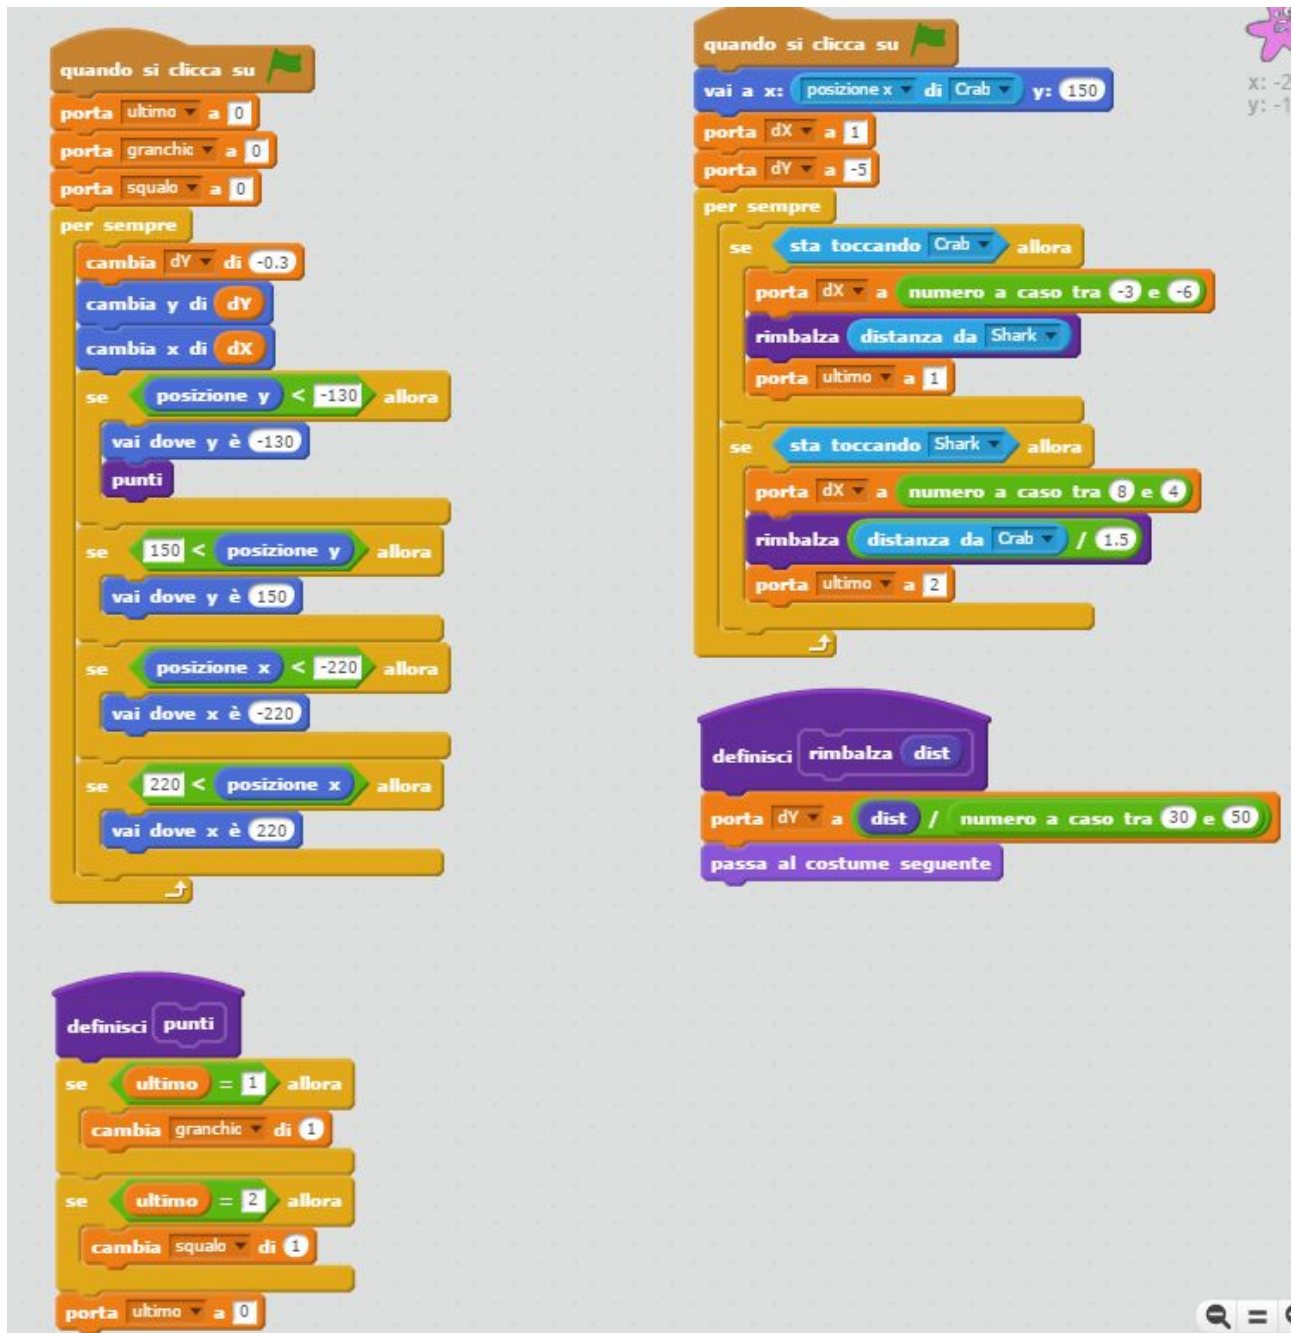 quando si clicca su
porta ultimo a 0
porta granchio a 0
porta squalo a 0
per sempre
cambia dY di -0.3
cambia y di dY
cambia x di dX
se posizione y < -130 allora
vai dove y è -130
punti
se 150 < posizione y allora
vai dove y è 150
se posizione x < -220 allora
vai dove x è -220
se 220 < posizione x allora
vai dove x è 220
definisci punti
se ultimo = 1 allora
cambia granchio di 1
se ultimo = 2 allora
cambia squalo di 1
porta ultimo a 0
quando si clicca su
vai a x: posizione x di Crab y: 150
porta dX a 1
porta dY a -5
per sempre
se sta toccando Crab allora
porta dX a numero a caso tra -3 e -6
rimbalza distanza da Shark
porta ultimo a 1
se sta toccando Shark allora
porta dX a numero a caso tra 8 e 4
rimbalza distanza da Crab / 1.5
porta ultimo a 2
definisci rimbalza dist
porta dY a dist / numero a caso tra 30 e 50
passa al costume seguente
x: -2
y: -1